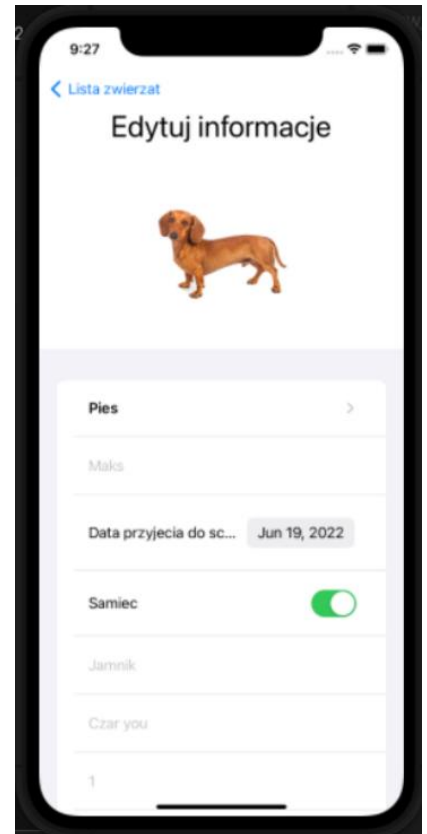 9:27
Lista zwierzat
Edytuj informacje
Pies
Maks
Data przyjecia do sc... Jun 19, 2022
Samiec
Jamnik
Czar you
1